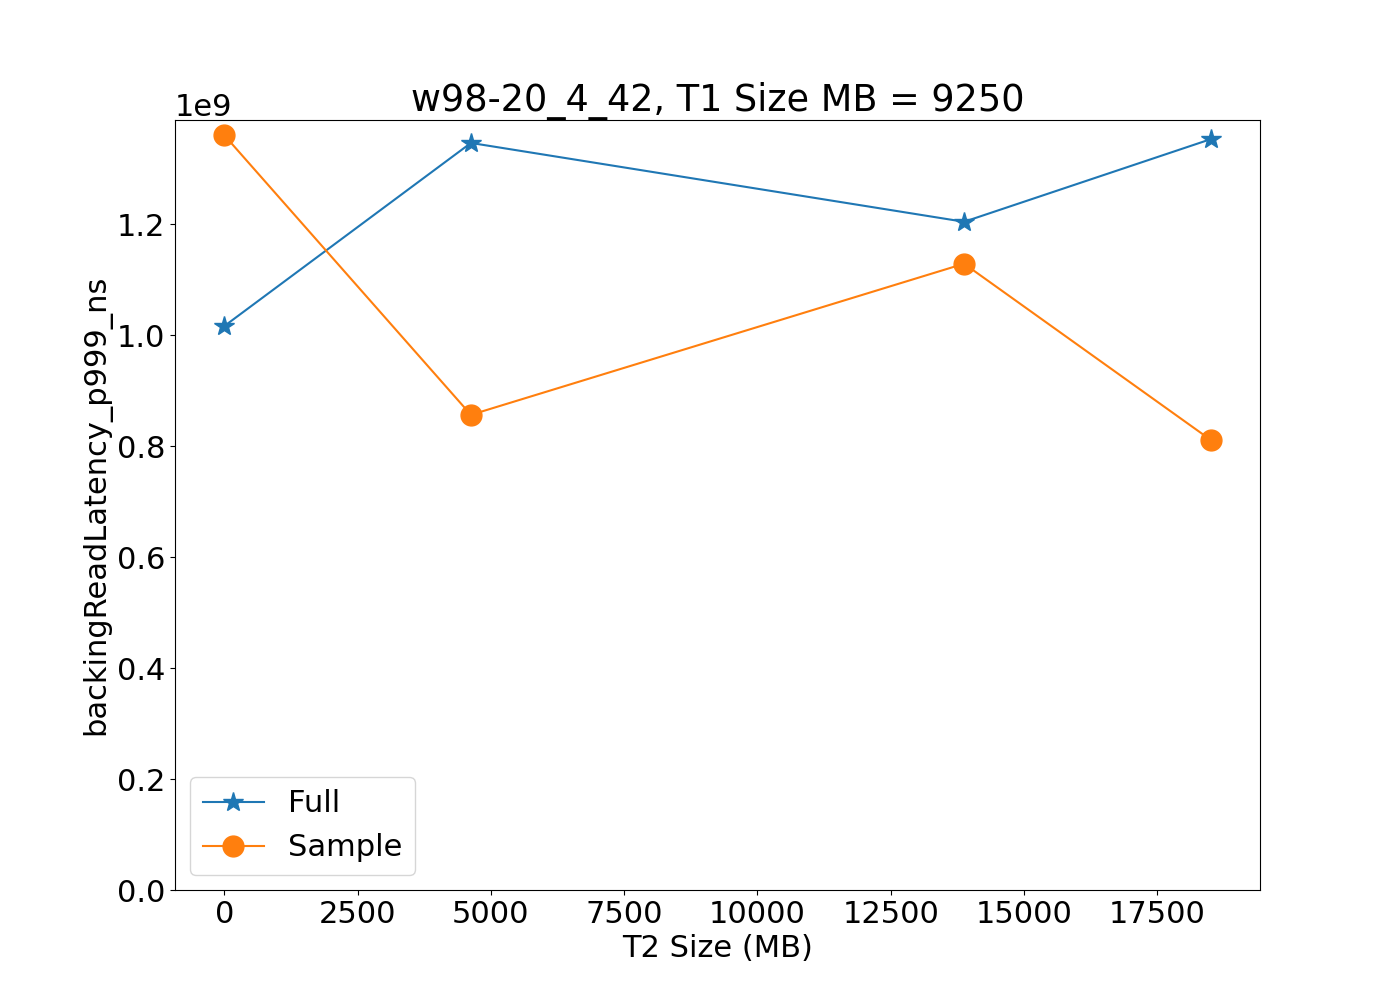 w98-20_4_42, T1 Size MB = 9250
1e9
backingReadLatency_p999_ns
1.2
1.0
0.8
0.6
0.4
0.2
0.0
Full
Sample
0 2500 5000 7500 10000 12500 15000 17500
T2 Size (MB)